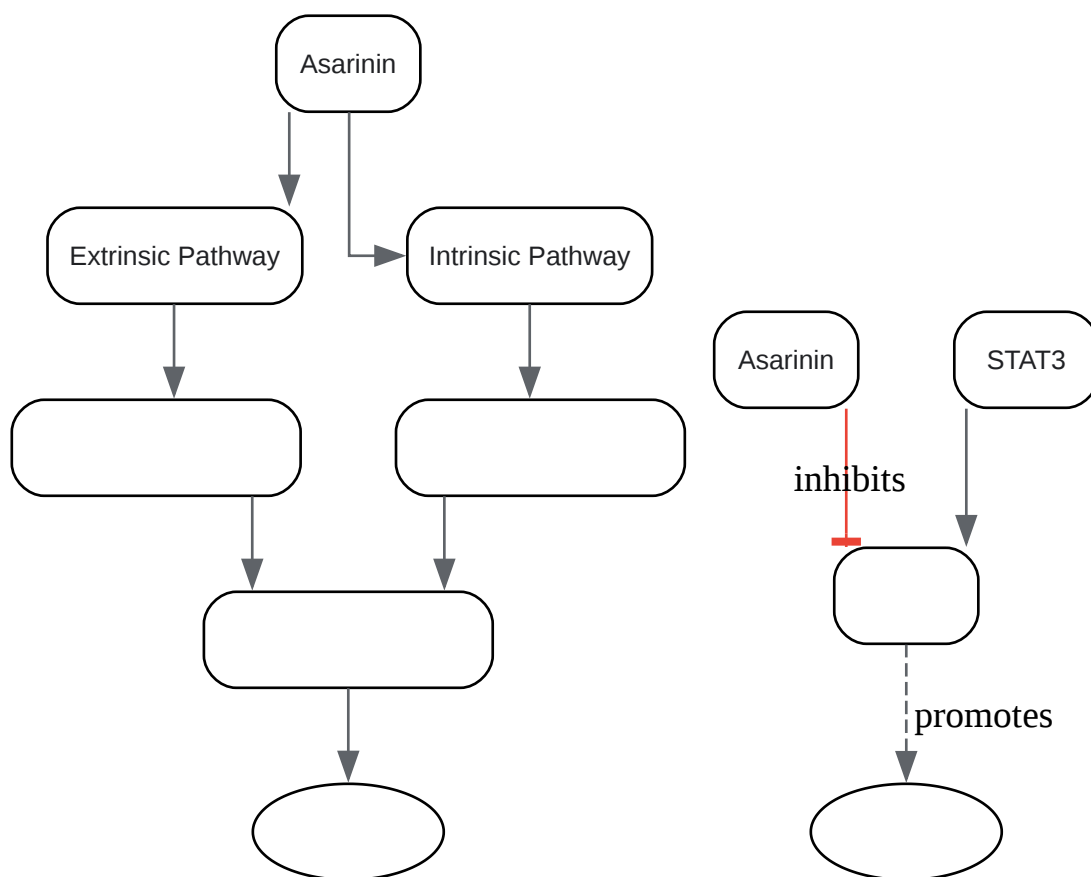 Asarinin
Extrinsic Pathway
Intrinsic Pathway
Asarinin
STAT3
inhibits
promotes